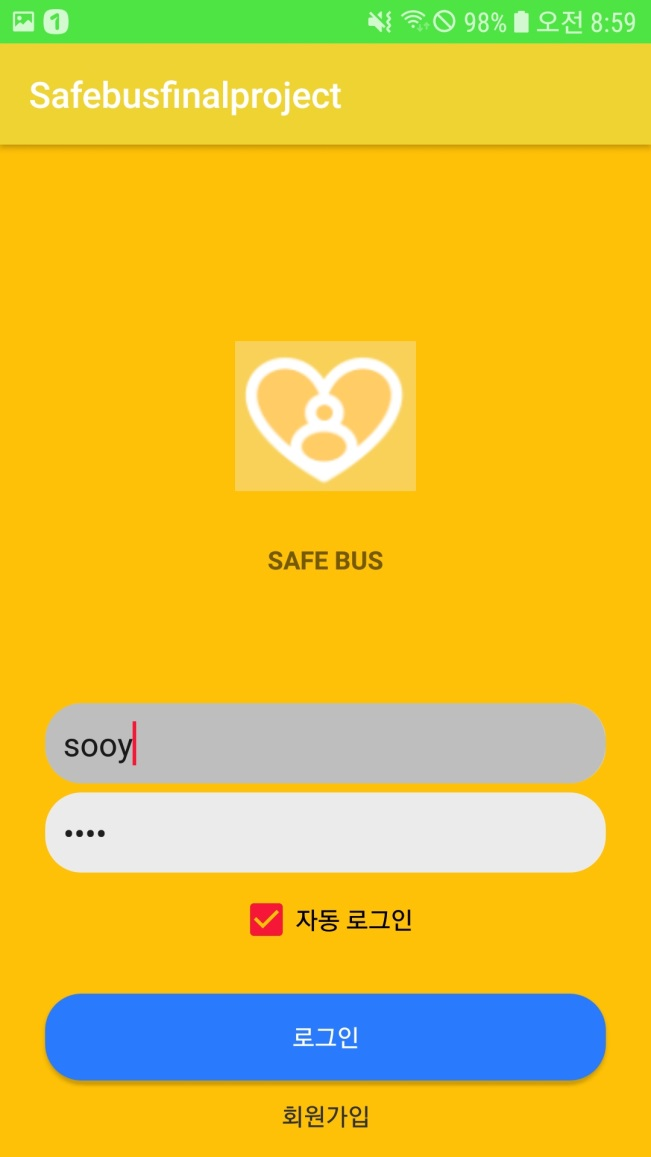 1 98% 오전 8:59
Safebusfinalproject
SAFE BUS
sooy
••••
자동 로그인
로그인
회원가입